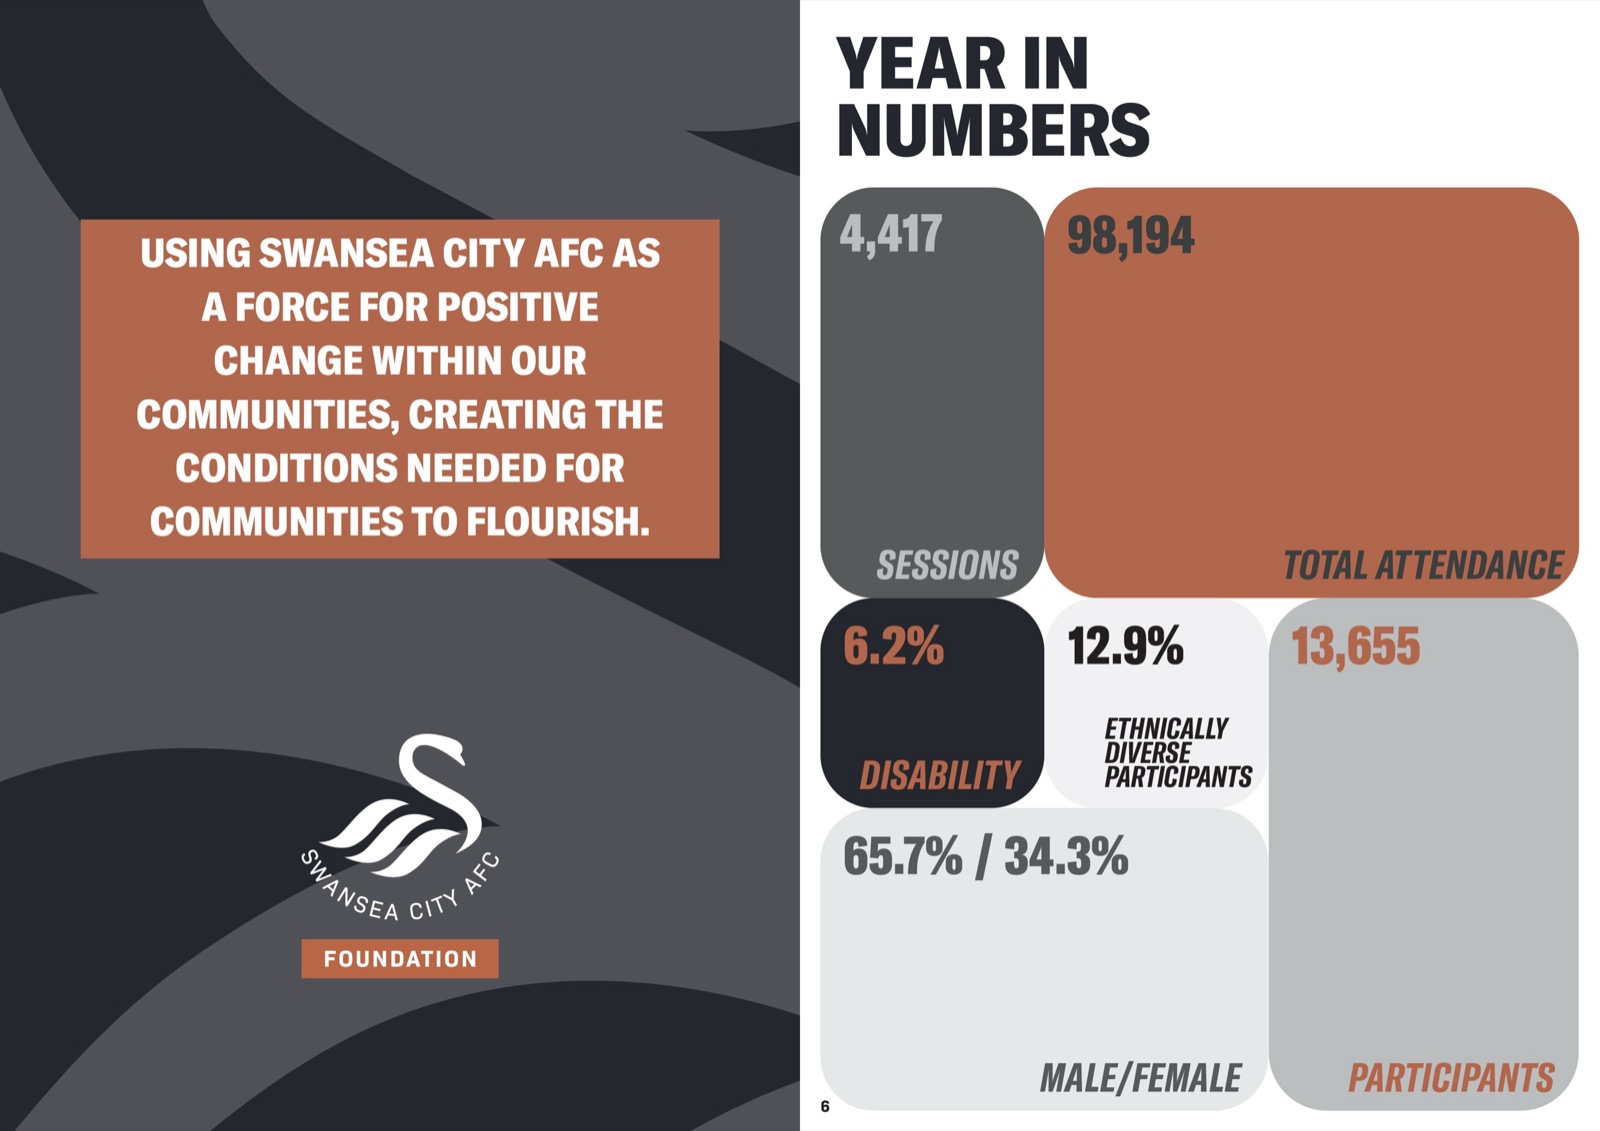 USING SWANSEA CITY AFC AS
A FORCE FOR POSITIVE
CHANGE WITHIN OUR
COMMUNITIES, CREATING THE
CONDITIONS NEEDED FOR
COMMUNITIES TO FLOURISH.
SWANSEA CITY AFC
FOUNDATION
YEAR IN
NUMBERS
4,417
SESSIONS
98,194
TOTAL ATTENDANCE
6.2%
DISABILITY
12.9%
ETHNICALLY
DIVERSE
PARTICIPANTS
13,655
PARTICIPANTS
65.7% / 34.3%
MALE/FEMALE
6